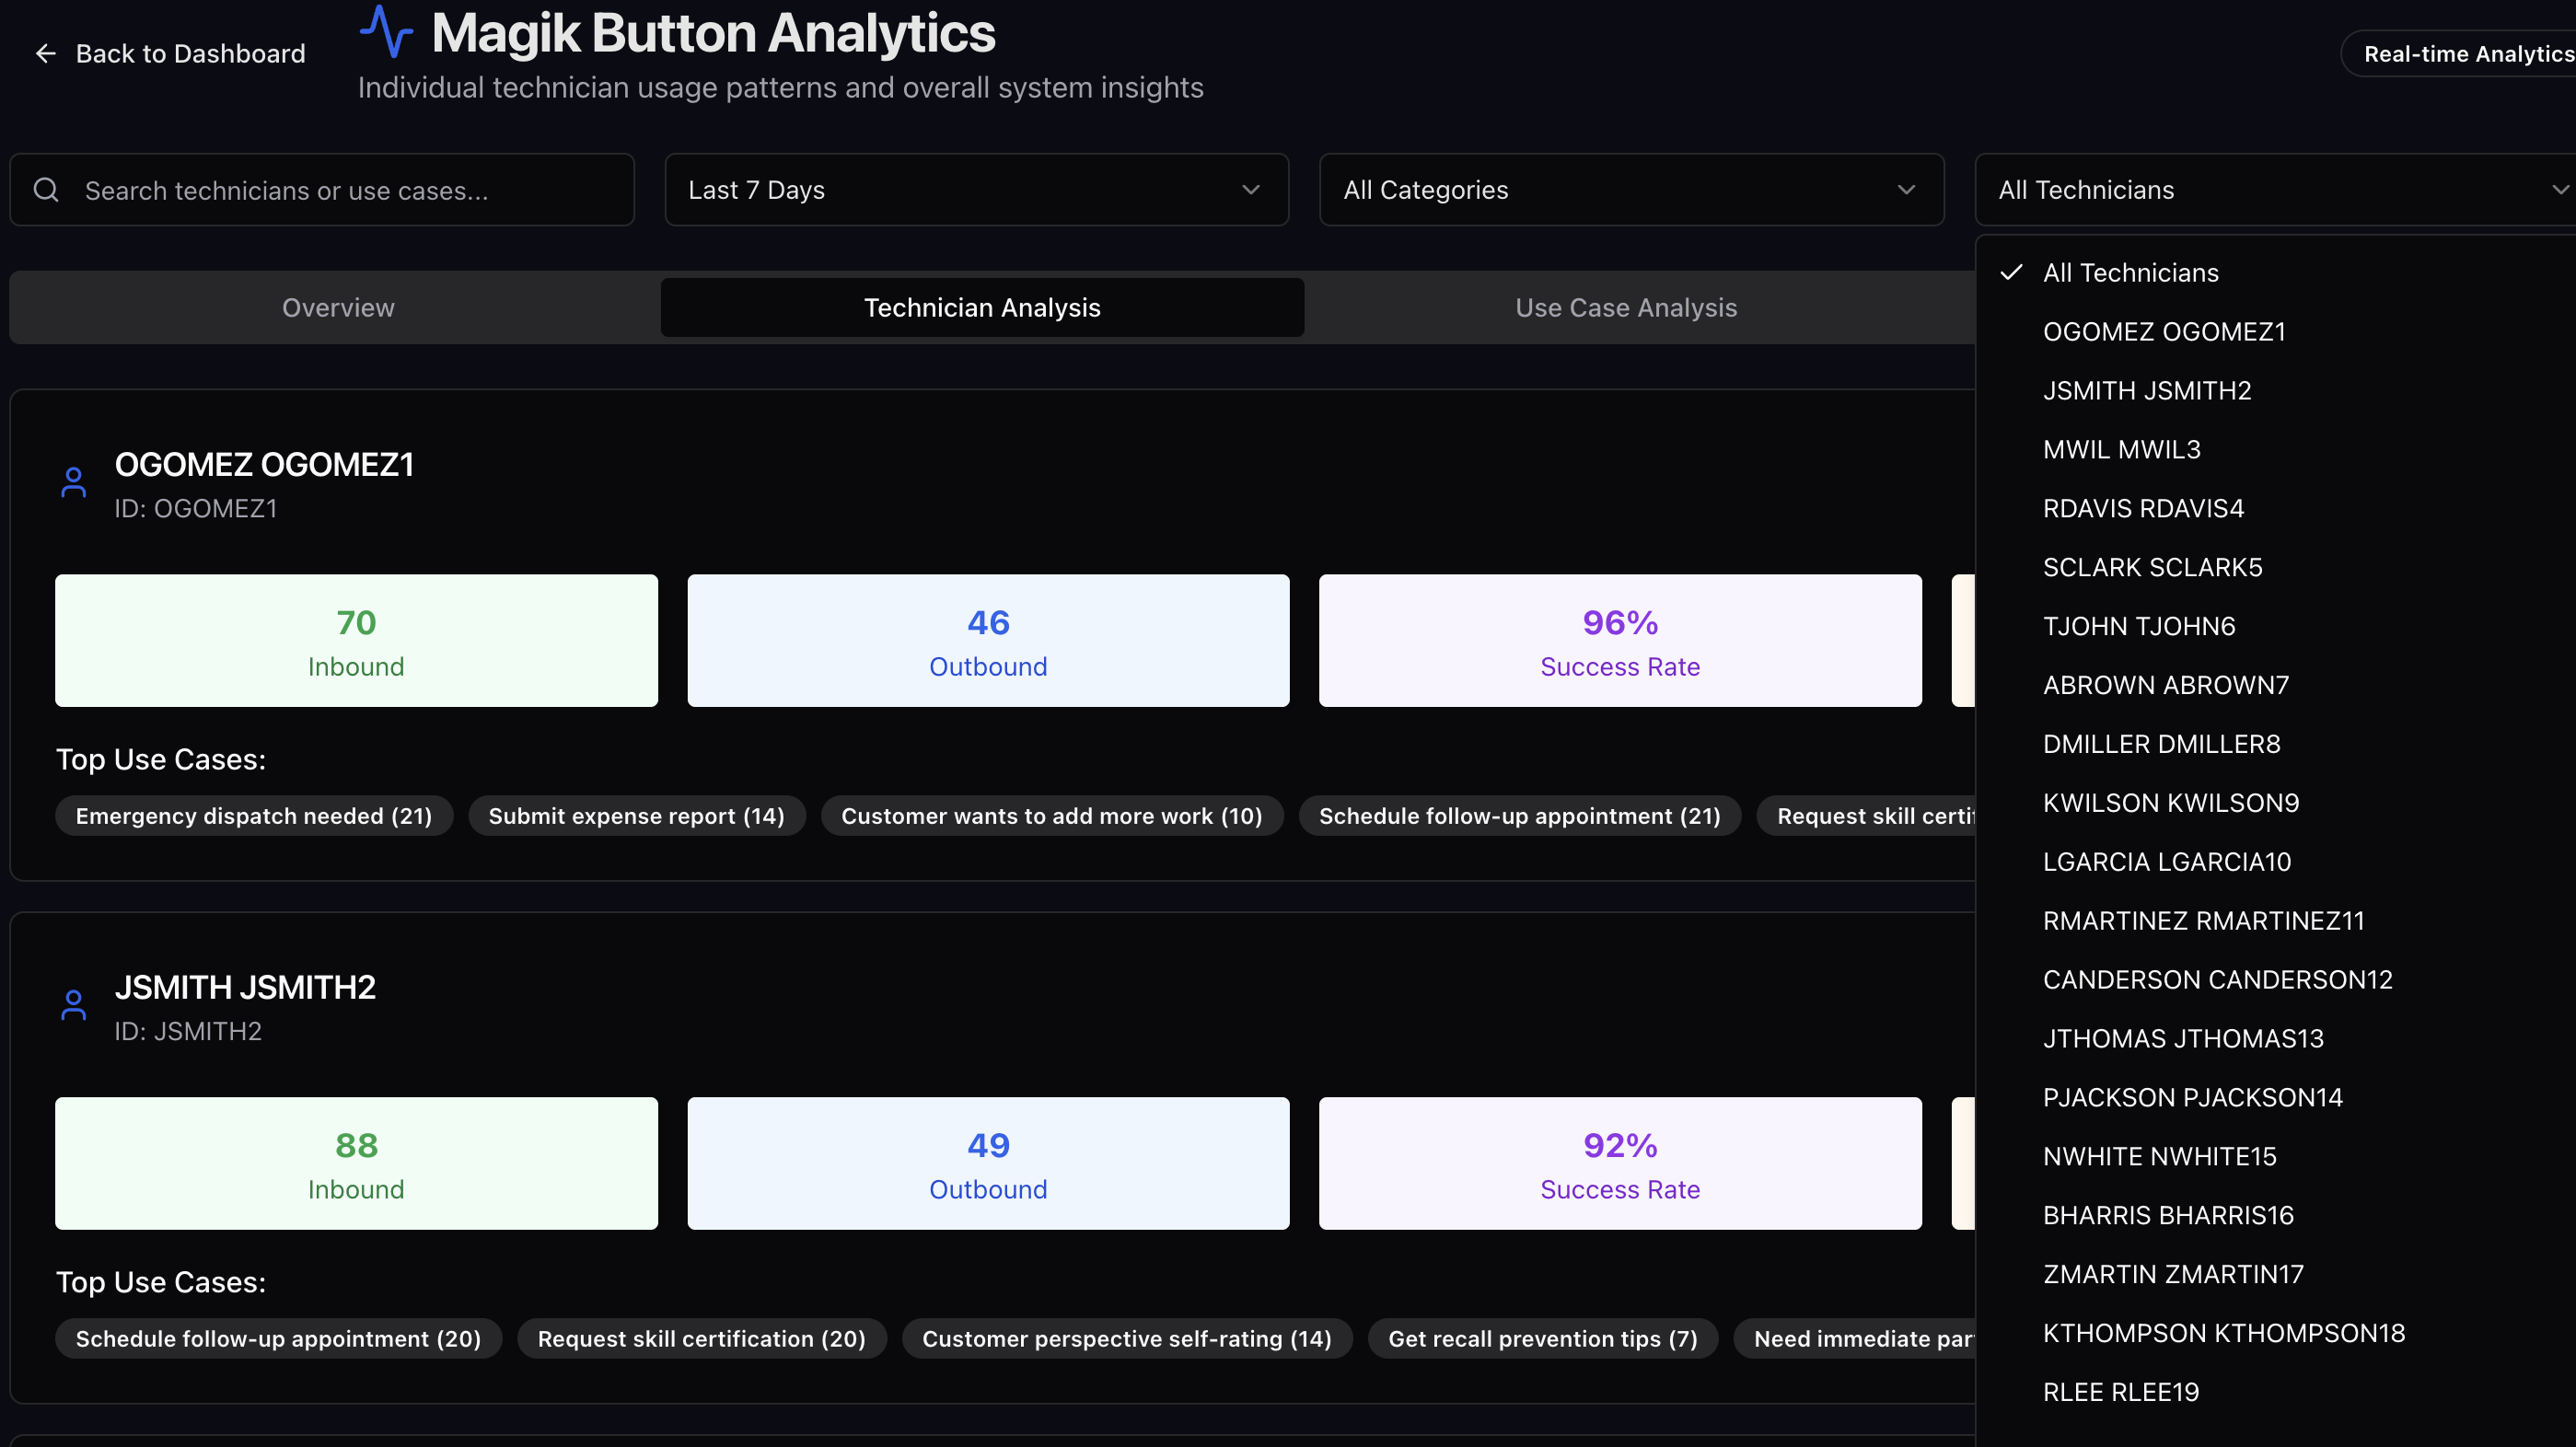 Back to Dashboard
Magik Button Analytics
Individual technician usage patterns and overall system insights
Real-time Analytics
Search technicians or use cases...
Last 7 Days
All Categories
All Technicians
Overview
Technician Analysis
Use Case Analysis
OGOMEZ OGOMEZ1
ID: OGOMEZ1
70
Inbound
46
Outbound
96%
Success Rate
Top Use Cases:
Emergency dispatch needed (21)
Submit expense report (14)
Customer wants to add more work (10)
Schedule follow-up appointment (21)
Request skill
JSMITH JSMITH2
ID: JSMITH2
88
Inbound
49
Outbound
92%
Success Rate
Top Use Cases:
Schedule follow-up appointment (20)
Request skill certification (20)
Customer perspective self-rating (14)
Get recall prevention tips (7)
Need immediate
All Technicians
OGOMEZ OGOMEZ1
JSMITH JSMITH2
MWIL MWIL3
RDAVIS RDAVIS4
SCLARK SCLARK5
TJOHN TJOHN6
ABROWN ABROWN7
DMILLER DMILLER8
KWILSON KWILSON9
LGARCIA LGARCIA10
RMARTINEZ RMARTINEZ11
CANDERSON CANDERSON12
JTHOMAS JTHOMAS13
PJACKSON PJACKSON14
NWHITE NWHITE15
BHARRIS BHARRIS16
ZMARTIN ZMARTIN17
KTHOMPSON KTHOMPSON18
RLEE RLEE19